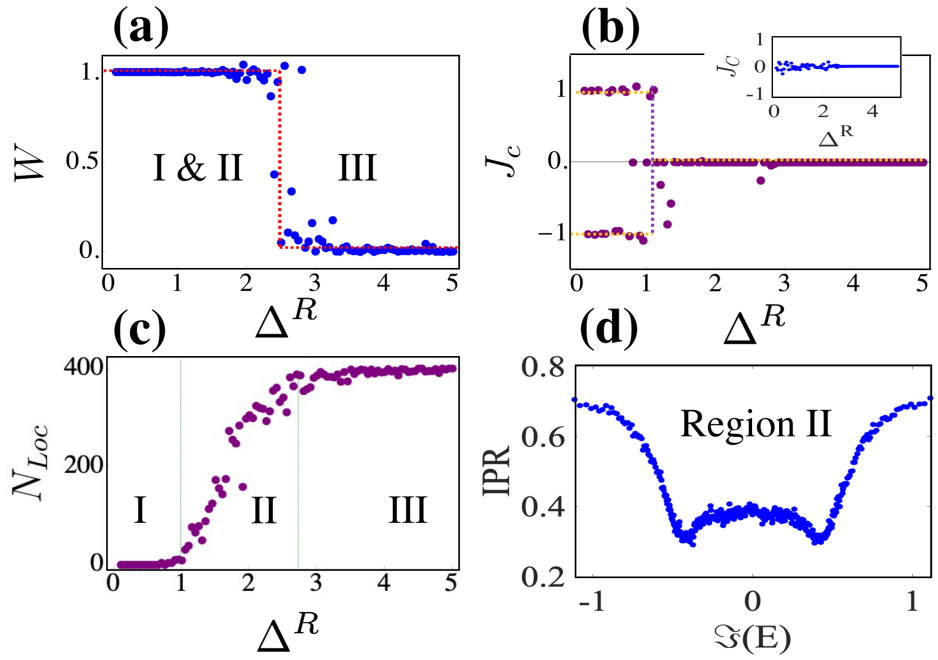 (a)
1.
0.5
0.
W
I & II
III
0 1 2 3 4 5
Δ^R
(b)
1
0.
-1
J_c
0 1 2 3 4 5
Δ^R
1
0
-1
J_C
0 2 4
Δ^R
(c)
400
200
0
N_Loc
I
II
III
0 1 2 3 4 5
Δ^R
(d)
0.8
0.6
0.4
0.2
IPR
Region II
-1 0 1
ℑ(E)